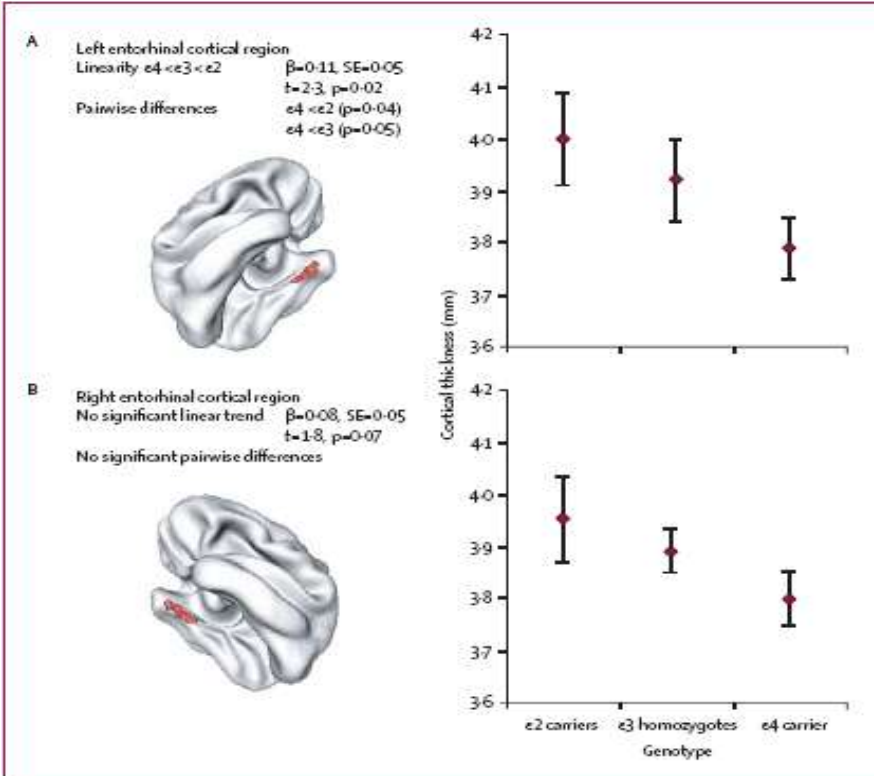 A
Left entorhinal cortical region
Linearity ε4<ε3<ε2 β=0·11, SE=0·05
t=2·3, p=0·02
Pairwise differences ε4<ε2 (p=0·04)
ε4<ε3 (p=0·05)
4·2
4·1
4·0
3·9
3·8
3·7
3·6
Cortical thickness (mm)
B
Right entorhinal cortical region
No significant linear trend β=0·08, SE=0·05
t=1·8, p=0·07
No significant pairwise differences
4·2
4·1
4·0
3·9
3·8
3·7
3·6
ε2 carriers ε3 homozygotes ε4 carrier
Genotype